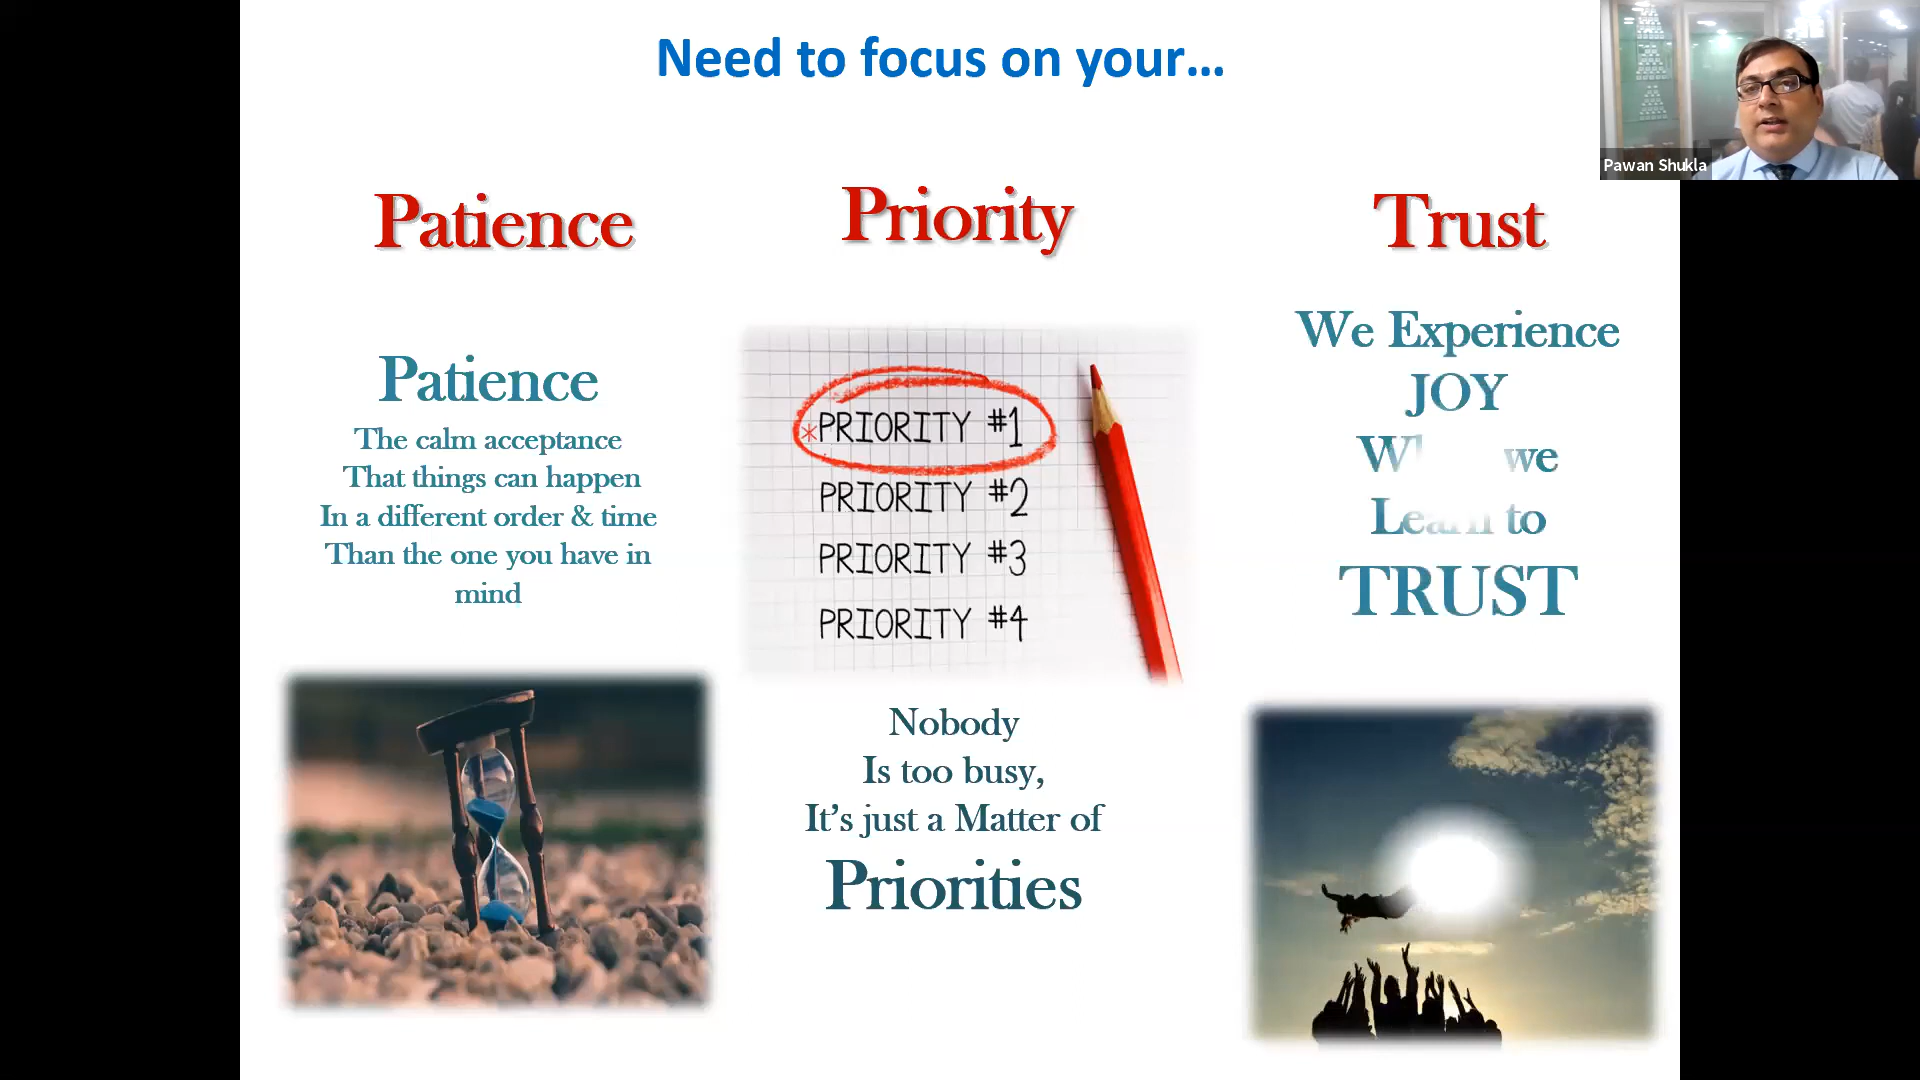 Need to focus on your...
Pawan Shukla
Patience
Priority
Trust
Patience
The calm acceptance
That things can happen
In a different order & time
Than the one you have in
mind
*PRIORITY #1
PRIORITY #2
PRIORITY #3
PRIORITY #4
Nobody
Is too busy,
It's just a Matter of
Priorities
We Experience
JOY
we
Learn to
TRUST